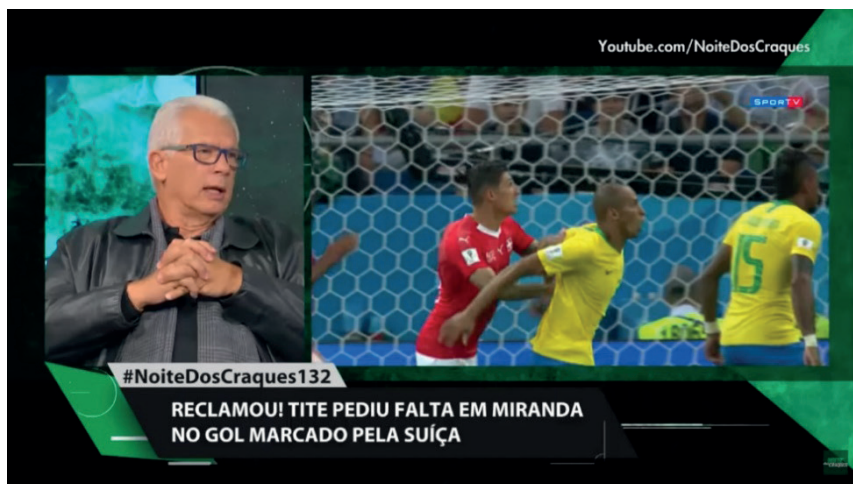 Youtube.com/NoiteDosCraques
SPORTV
15
#NoiteDosCraques132
RECLAMOU! TITE PEDIU FALTA EM MIRANDA
NO GOL MARCADO PELA SUÍÇA